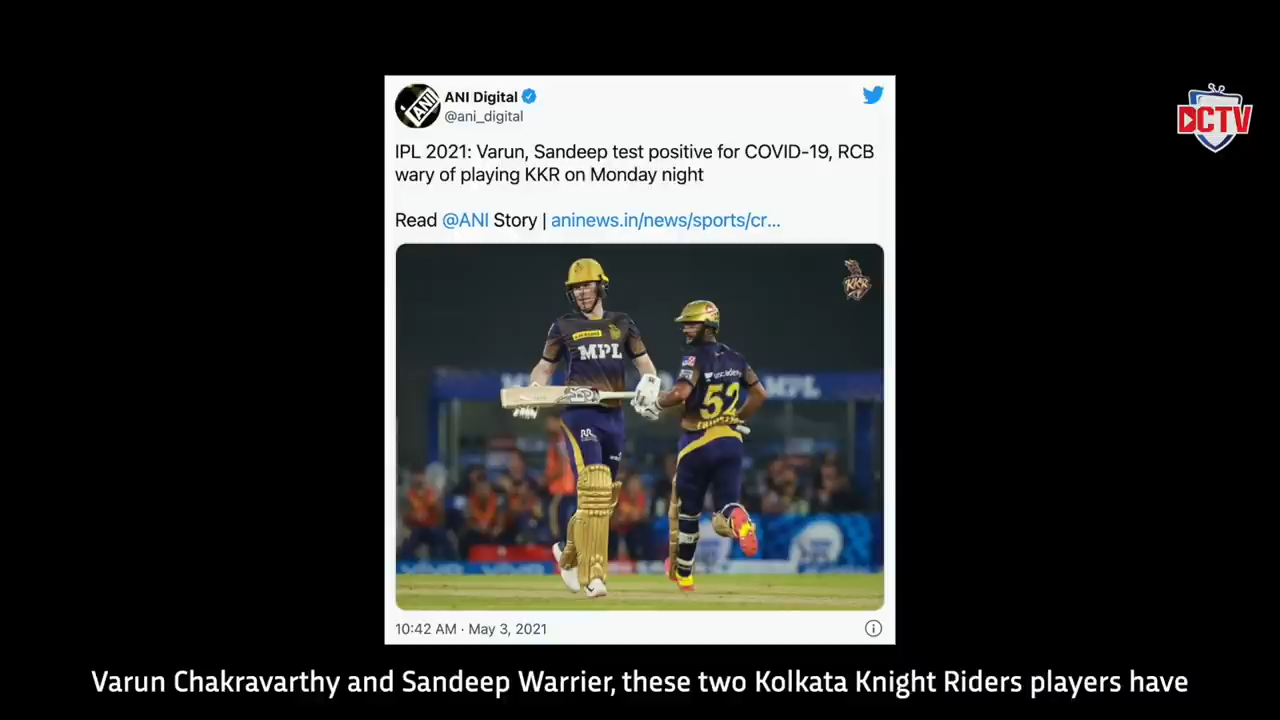 ANI Digital
@ani_digital
DCTV
IPL 2021: Varun, Sandeep test positive for COVID-19, RCB
wary of playing KKR on Monday night
Read @ANI Story | aninews.in/news/sports/cr...
KKR
MPL
MPL
52
10:42 AM · May 3, 2021
Varun Chakravarthy and Sandeep Warrier, these two Kolkata Knight Riders players have